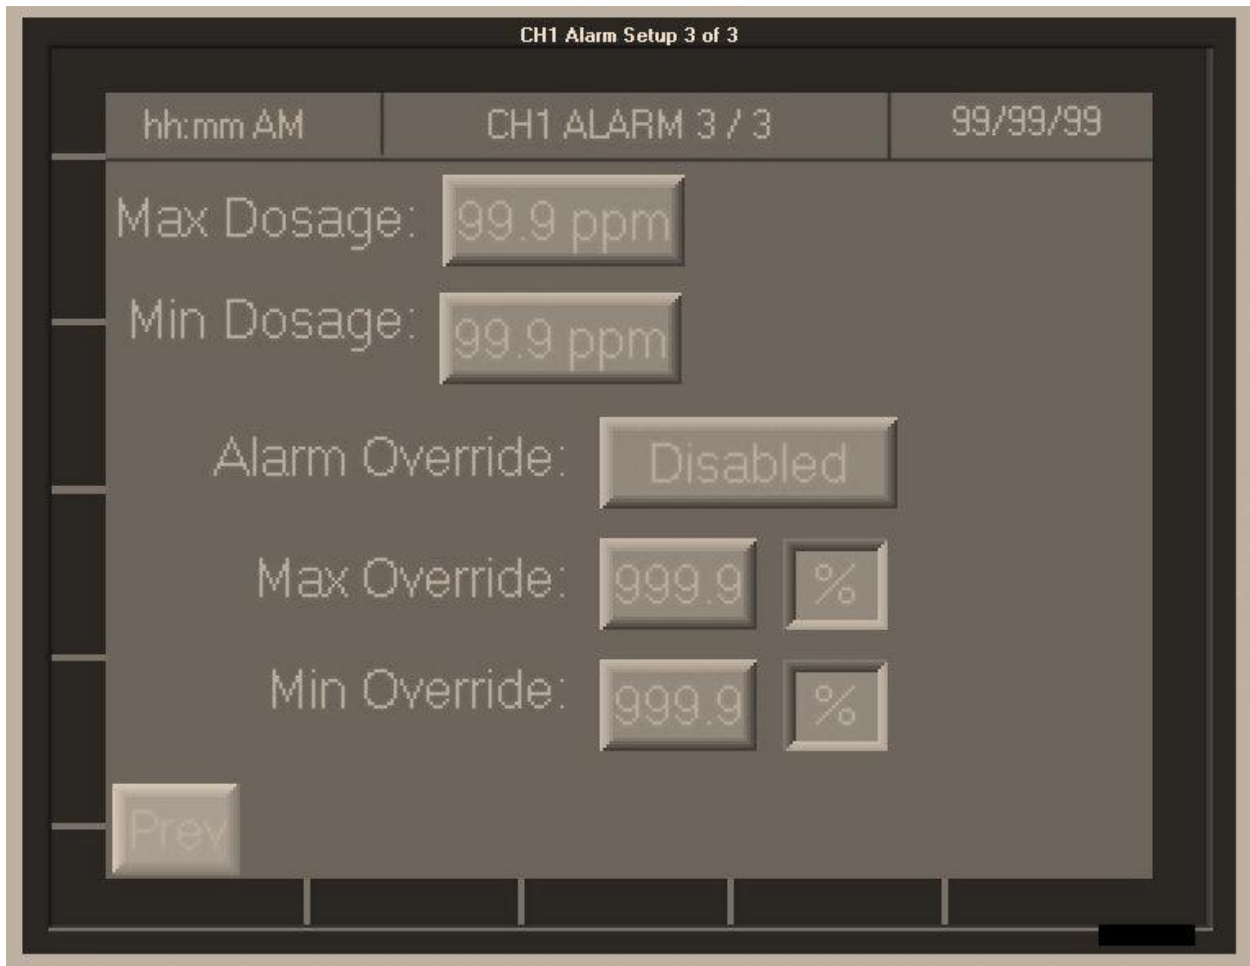 CH1 Alarm Setup 3 of 3
hh:mm AM CH1 ALARM 3 / 3 99/99/99
Max Dosage: 99.9 ppm
Min Dosage: 99.9 ppm
Alarm Override: Disabled
Max Override: 999.9 %
Min Override: 999.9 %
Prev